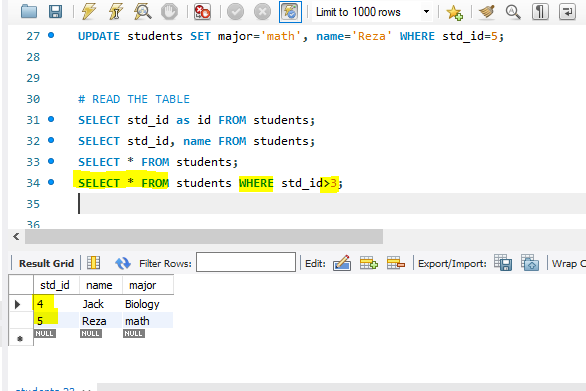 Limit to 1000 rows
27 UPDATE students SET major='math', name='Reza' WHERE std_id=5;
28
29
30 # READ THE TABLE
31 SELECT std_id as id FROM students;
32 SELECT std_id, name FROM students;
33 SELECT * FROM students;
34 SELECT * FROM students WHERE std_id>3;
35
36
Result Grid Filter Rows: Edit: Export/Import: Wrap C
std_id name major
4 Jack Biology
5 Reza math
NULL NULL NULL